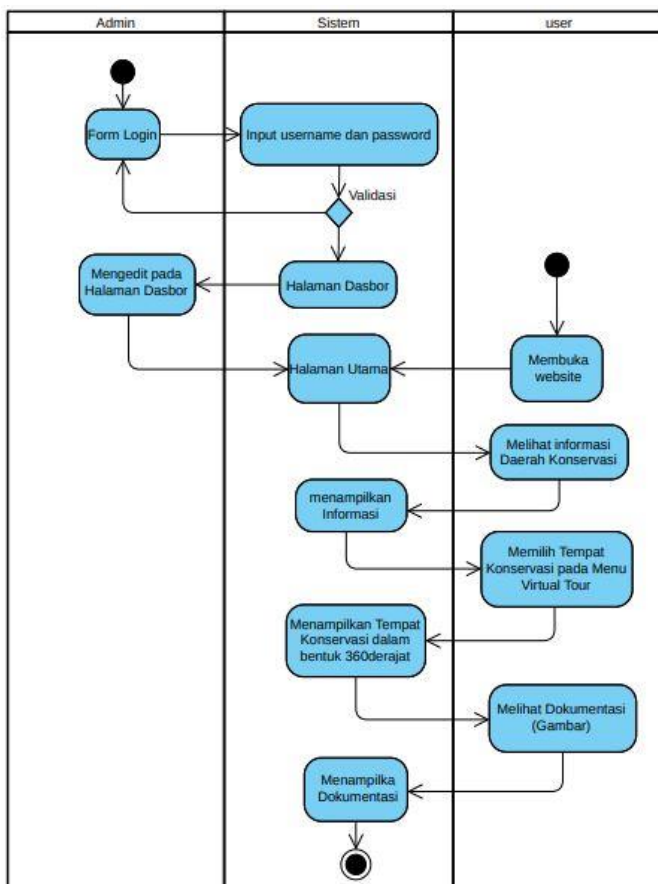 Admin
Sistem
user
Form Login
Input username dan password
Validasi
Mengedit pada
Halaman Dasbor
Halaman Dasbor
Halaman Utama
Membuka
website
Melihat informasi
Daerah Konservasi
menampilkan
Informasi
Memilih Tempat
Konservasi pada Menu
Virtual Tour
Menampilkan Tempat
Konservasi dalam
bentuk 360derajat
Melihat Dokumentasi
(Gambar)
Menampilka
Dokumentasi